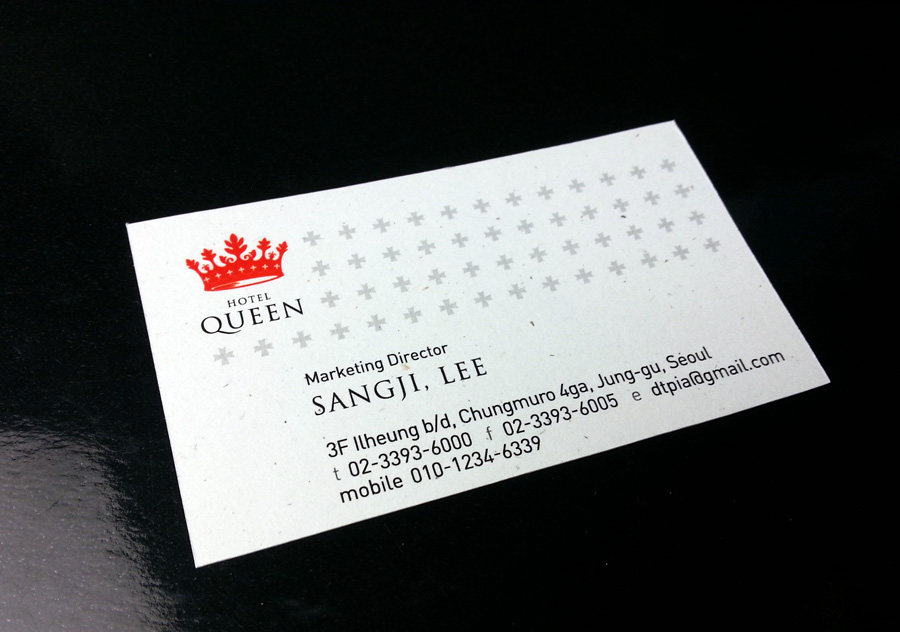 HOTEL
QUEEN
Marketing Director
SANGJI, LEE
3F Ilheung b/d, Chungmuro 4ga, Jung-gu, Seoul
t 02-3393-6000 f 02-3393-6005 e dtpia@gmail.com
mobile 010-1234-6339